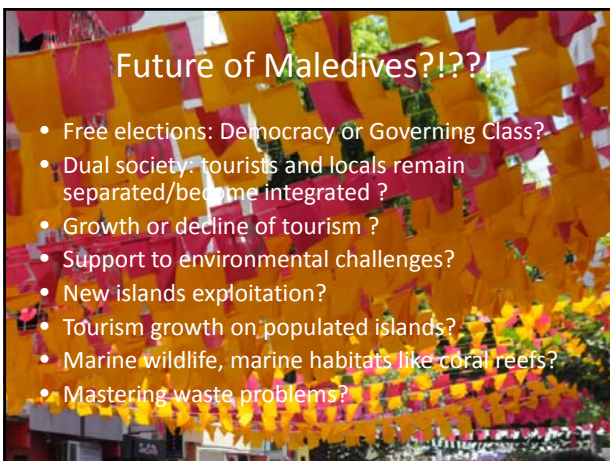 Future of Maledives?!??!
• Free elections: Democracy or Governing Class?
• Dual society: tourists and locals remain
separated/become integrated ?
• Growth or decline of tourism ?
• Support to environmental challenges?
• New islands exploitation?
• Tourism growth on populated islands?
• Marine wildlife, marine habitats like coral reefs?
• Mastering waste problems?